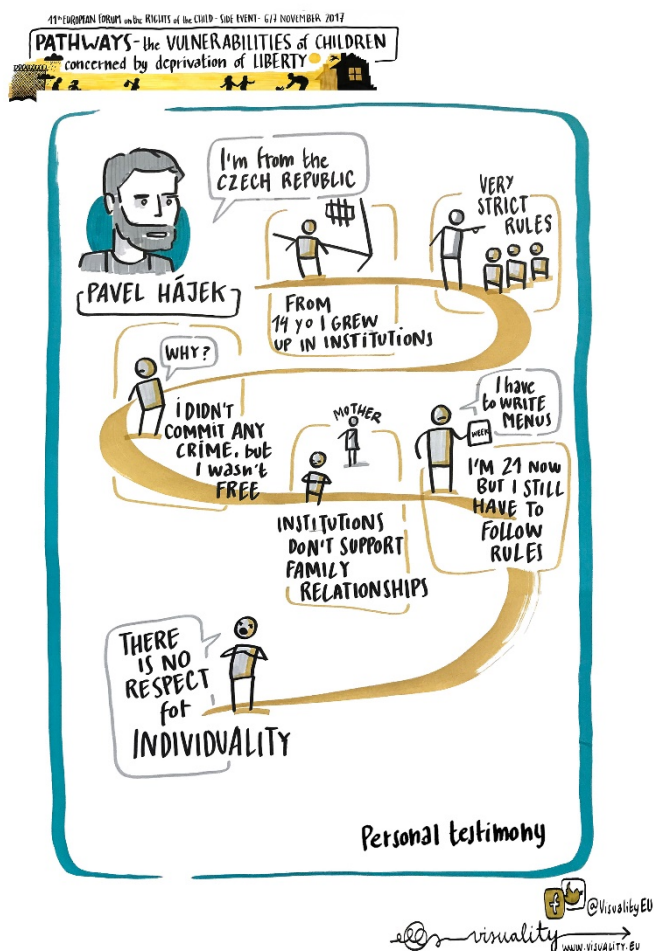 11th EUROPEAN FORUM on the RIGHTS of the CHILD - SIDE EVENT - 6/7 NOVEMBER 2017
PATHWAYS - the VULNERABILITIES of CHILDREN
concerned by deprivation of LIBERTY
I'm from the
CZECH REPUBLIC
PAVEL HÁJEK
FROM
14 yo I GREW
UP IN INSTITUTIONS
VERY
STRICT
RULES
WHY?
I DIDN'T
COMMIT ANY
CRIME, but
I WASN'T
FREE
MOTHER
INSTITUTIONS
DON'T SUPPORT
FAMILY
RELATIONSHIPS
I have
to WRITE
MENUS
WEEK
I'M 21 NOW
BUT I STILL
HAVE TO
FOLLOW
RULES
THERE
IS NO
RESPECT
for
INDIVIDUALITY
Personal testimony
f
@VisualityEU
visuality
WWW.VISUALITY.EU